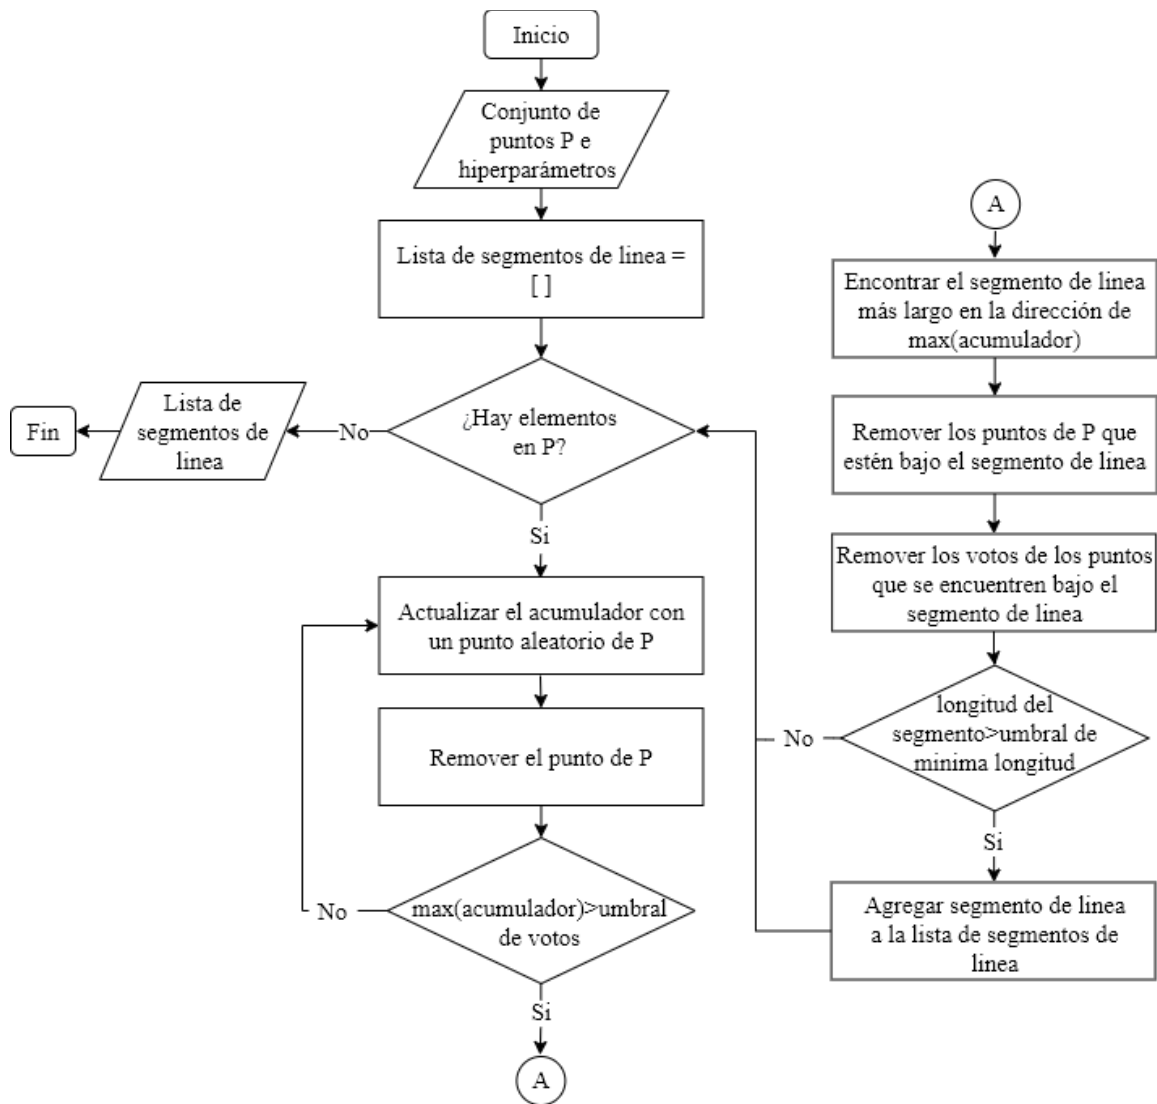 Inicio
Conjunto de
puntos P e
hiperparámetros
Lista de segmentos de linea =
[ ]
¿Hay elementos
en P?
No
Lista de
segmentos de
linea
Fin
Si
Actualizar el acumulador con
un punto aleatorio de P
Remover el punto de P
max(acumulador)>umbral
de votos
No
Si
A
A
Encontrar el segmento de linea
más largo en la dirección de
max(acumulador)
Remover los puntos de P que
estén bajo el segmento de linea
Remover los votos de los puntos
que se encuentren bajo el
segmento de linea
longitud del
segmento>umbral de
minima longitud
No
Si
Agregar segmento de linea
a la lista de segmentos de
linea